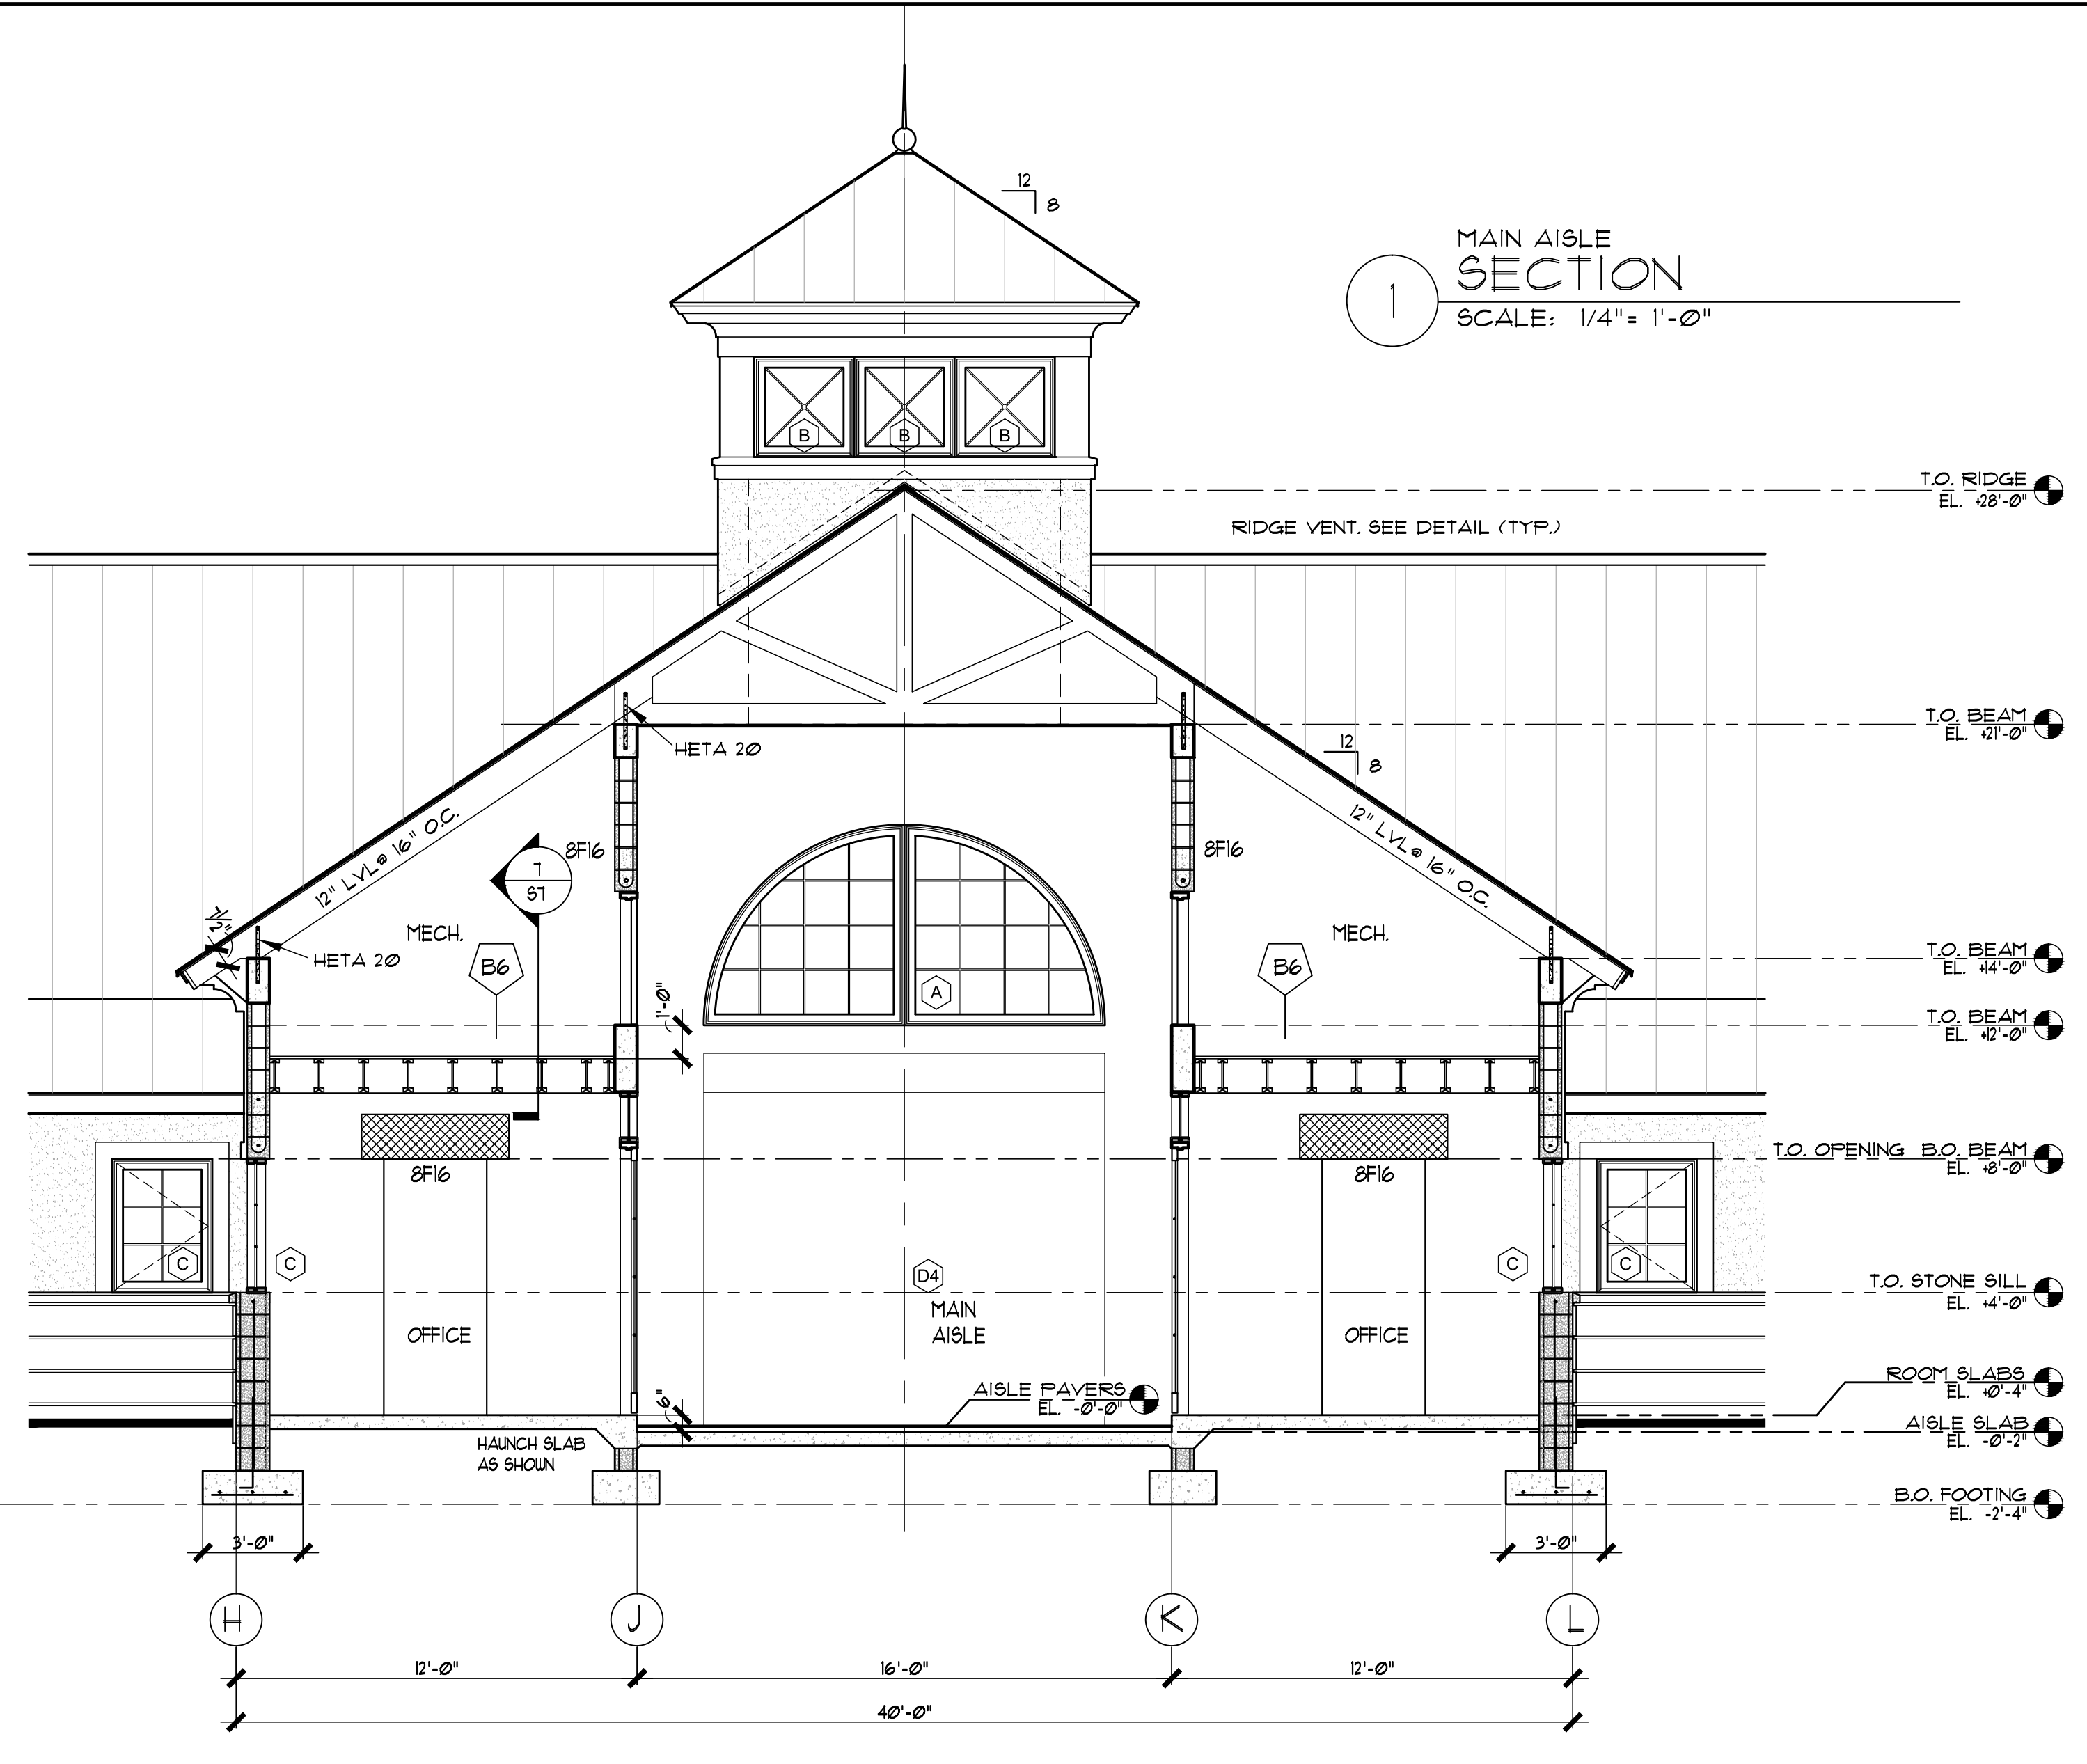 12
8
MAIN AISLE
SECTION
1
SCALE: 1/4"= 1'-0"
B
B
B
T.O. RIDGE
EL. +28'-0"
RIDGE VENT. SEE DETAIL (TYP.)
T.O. BEAM
EL. +21'-0"
HETA 20
12
8
12" LVL @ 16" O.C.
12" LVL @ 16" O.C.
8F16
8F16
7
S7
7 1/2"
MECH.
MECH.
HETA 20
B6
B6
A
1'-0"
T.O. BEAM
EL. +14'-0"
T.O. BEAM
EL. +12'-0"
T.O. OPENING B.O. BEAM
EL. +8'-0"
8F16
8F16
C
C
C
C
D4
T.O. STONE SILL
EL. +4'-0"
OFFICE
MAIN
AISLE
OFFICE
ROOM SLABS
EL. +0'-4"
AISLE PAVERS
EL. -0'-0"
6"
AISLE SLAB
EL. -0'-2"
HAUNCH SLAB
AS SHOWN
B.O. FOOTING
EL. -2'-4"
3'-0"
3'-0"
H
J
K
L
12'-0"
16'-0"
12'-0"
40'-0"